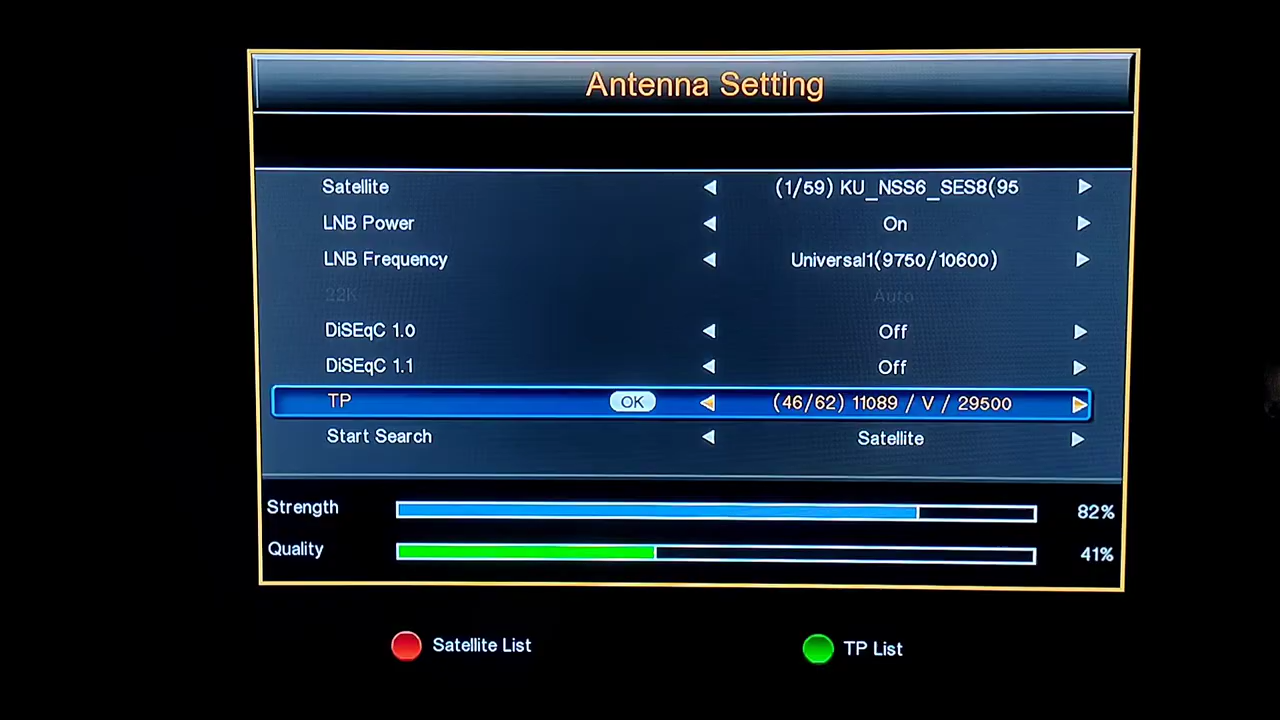 Antenna Setting
Satellite (1/59) KU_NSS6_SES8(95
LNB Power On
LNB Frequency Universal1(9750/10600)
22K Auto
DiSEqC 1.0 Off
DiSEqC 1.1 Off
TP OK (46/62) 11089 / V / 29500
Start Search Satellite
Strength 82%
Quality 41%
Satellite List TP List